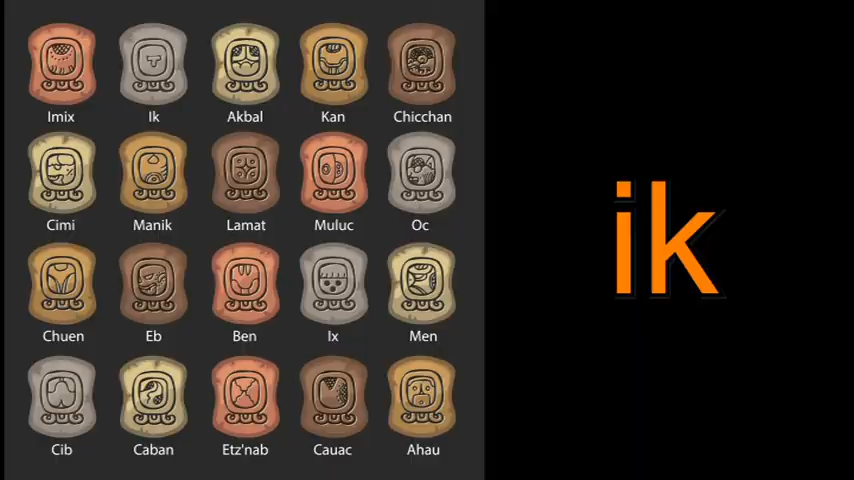 Imix Ik Akbal Kan Chicchan
Cimi Manik Lamat Muluc Oc
Chuen Eb Ben Ix Men
Cib Caban Etz'nab Cauac Ahau
ik